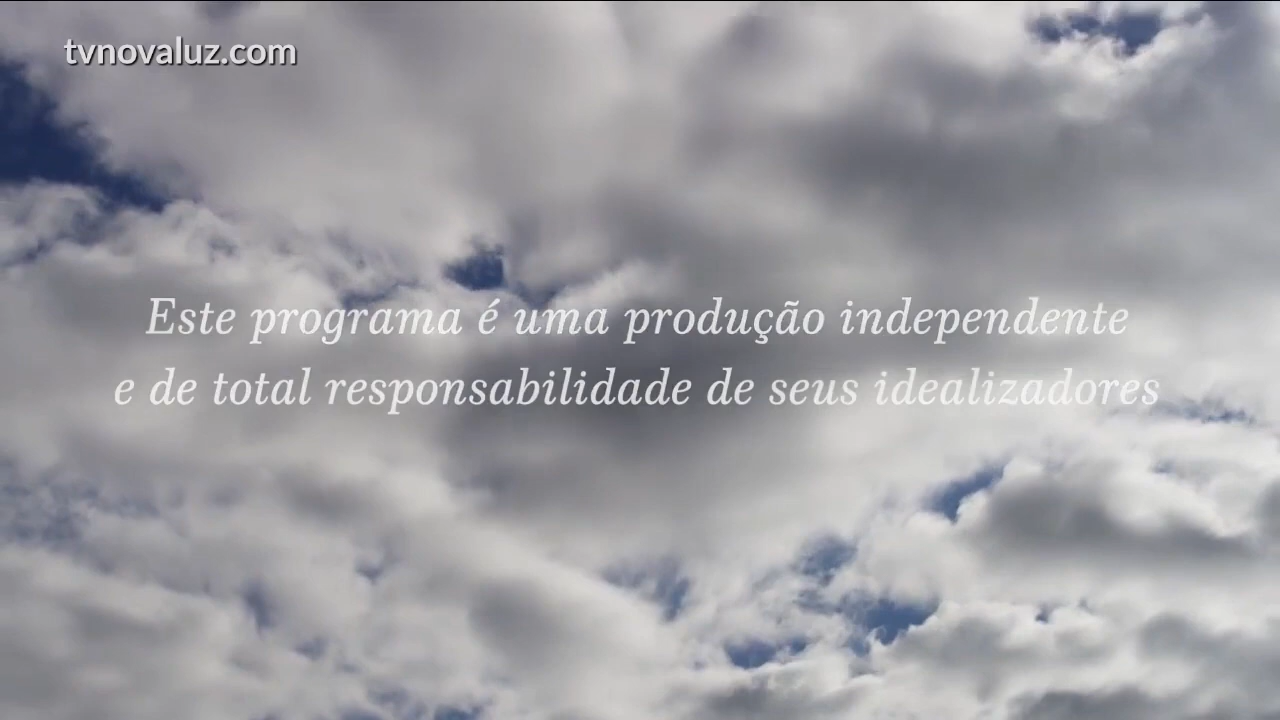 tvnovaluz.com
Este programa é uma produção independente
e de total responsabilidade de seus idealizadores